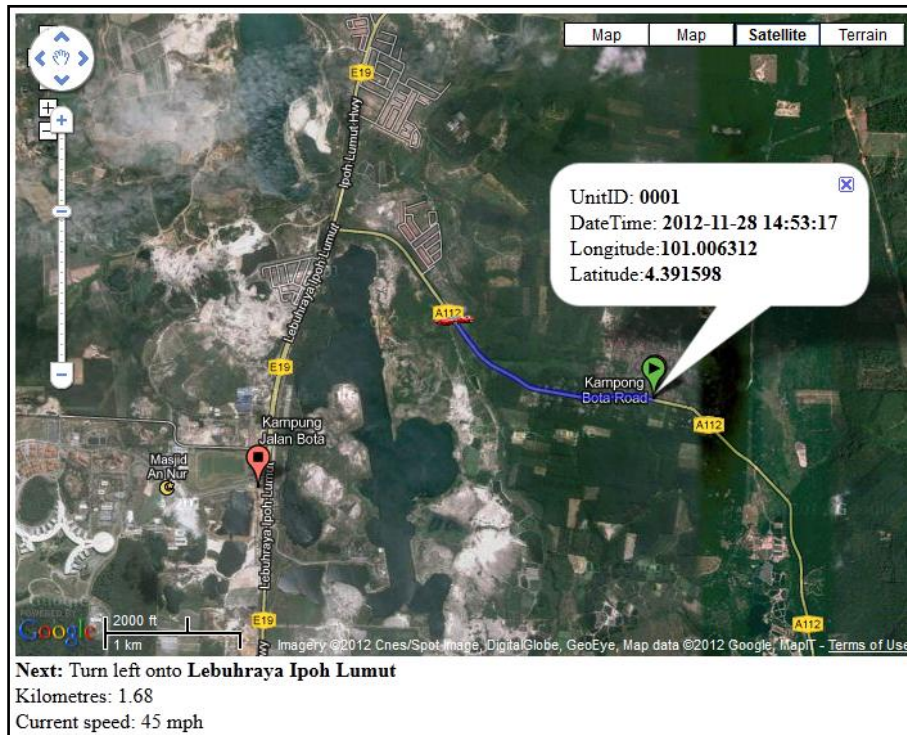 Map
Map
Satellite
Terrain
E19
Ipoh Lumut Hwy
UnitID: 0001
DateTime: 2012-11-28 14:53:17
Longitude:101.006312
Latitude:4.391598
Lebuhraya Ipoh Lumut
A112
E19
Kampong
Bota Road
A112
Kampung
Jalan Bota
Masjid
An Nur
Lebuhraya Ipoh Lumut
E19
A112
POWERED BY
Google
2000 ft
1 km
Imagery ©2012 Cnes/Spot Image, DigitalGlobe, GeoEye, Map data ©2012 Google, MapIT - Terms of Use
Next: Turn left onto Lebuhraya Ipoh Lumut
Kilometres: 1.68
Current speed: 45 mph